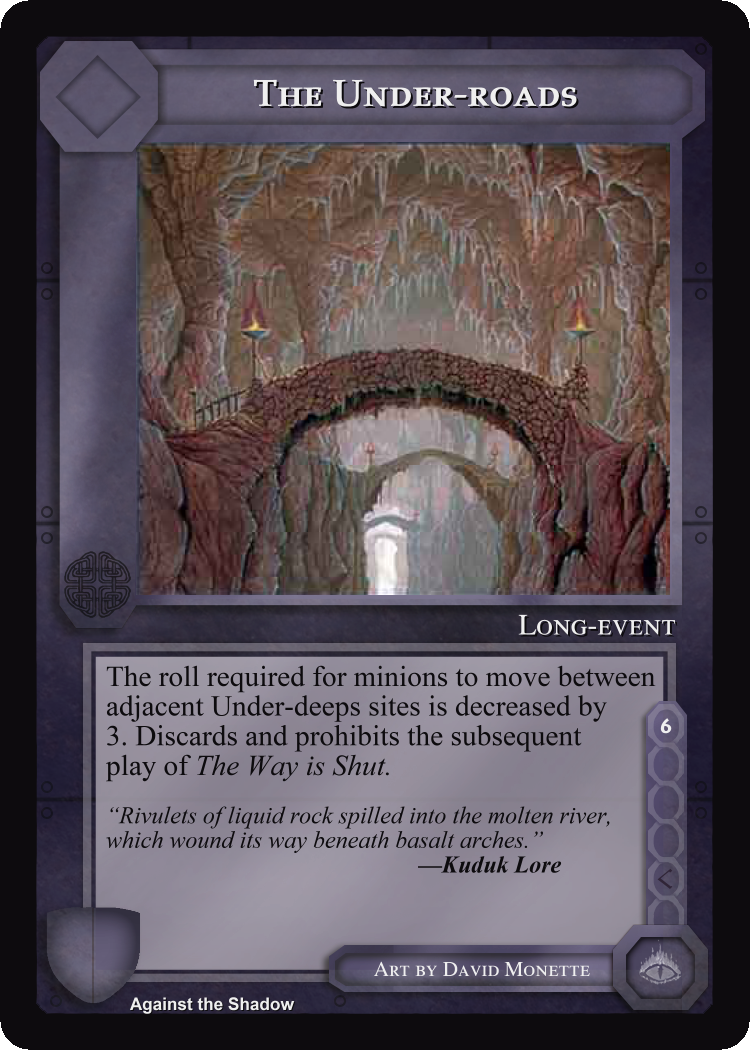 The Under-roads
Long-event
The roll required for minions to move between
adjacent Under-deeps sites is decreased by
3. Discards and prohibits the subsequent
play of The Way is Shut.
6
“Rivulets of liquid rock spilled into the molten river,
which wound its way beneath basalt arches.”
—Kuduk Lore
Art by David Monette
Against the Shadow